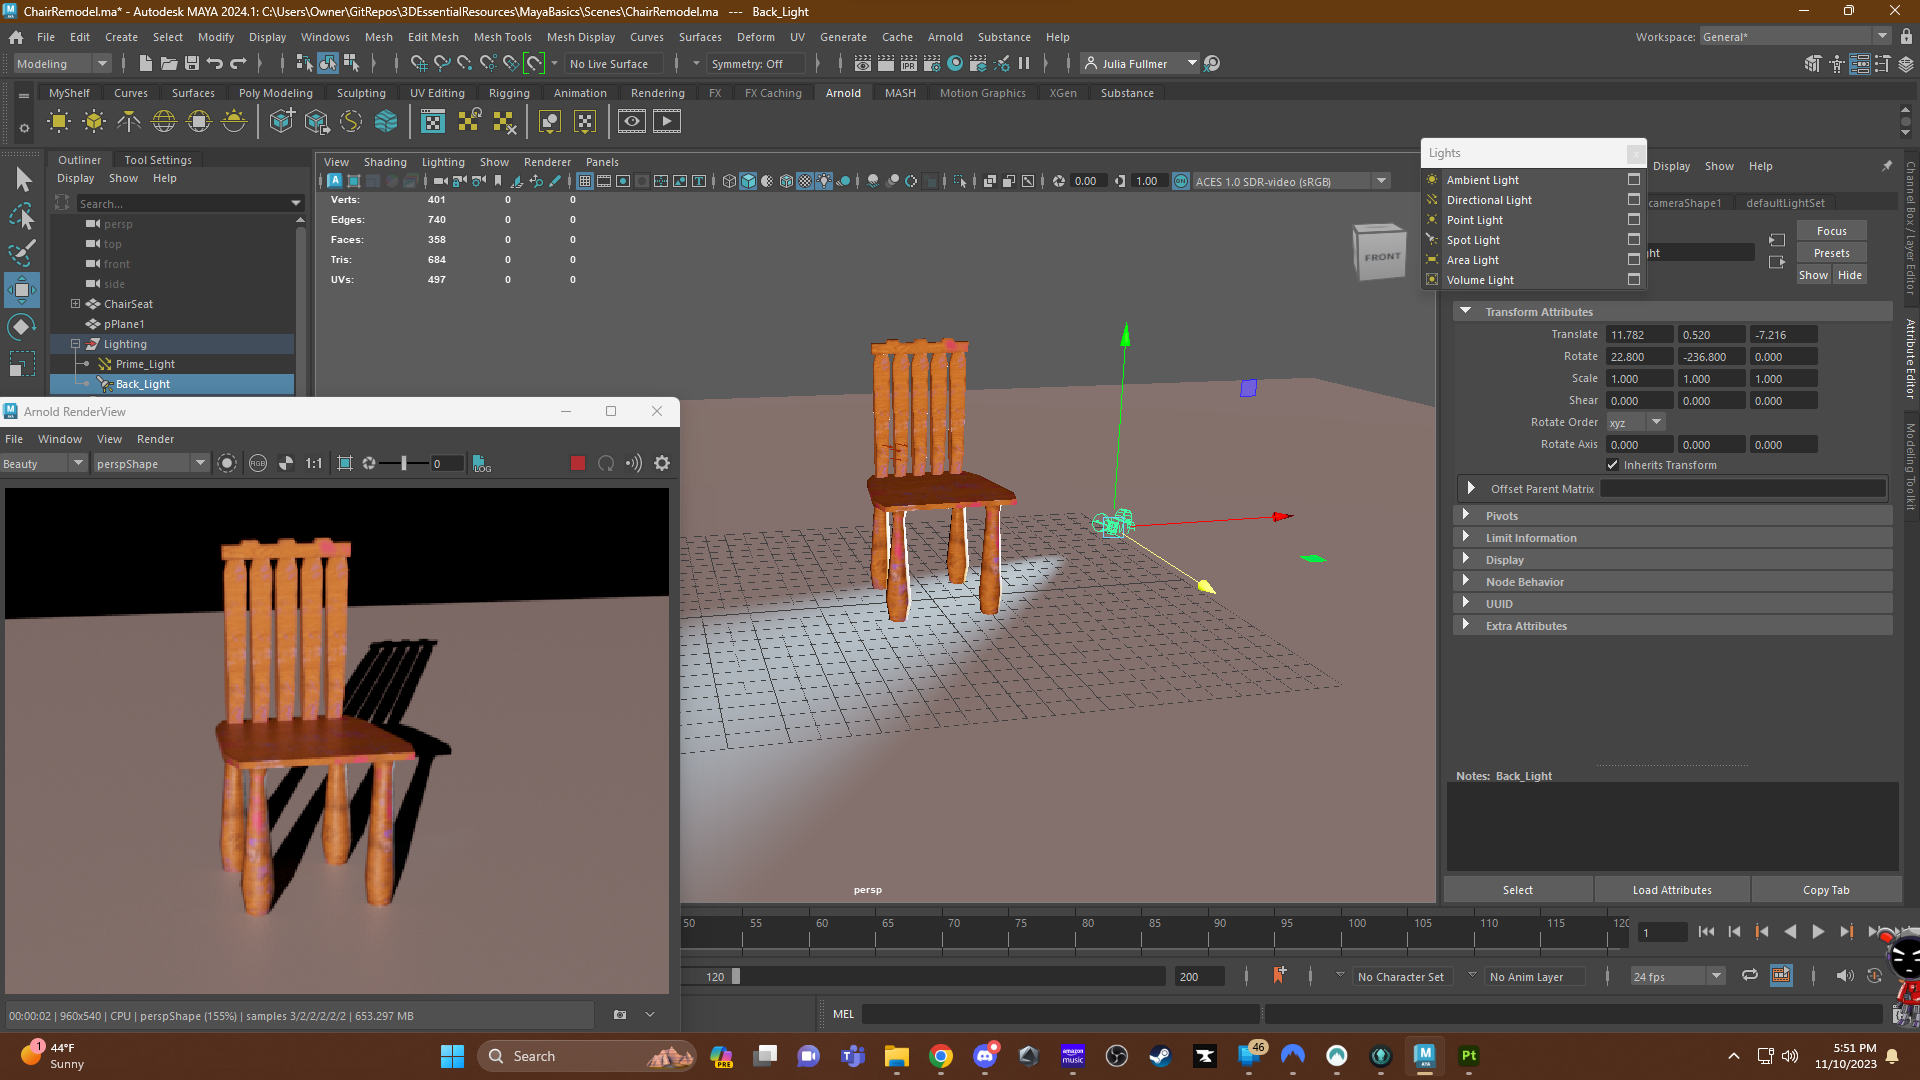 ChairRemodel.ma* - Autodesk MAYA 2024.1: C:\Users\Owner\GitRepos\3DEssentialResources\MayaBasics\Scenes\ChairRemodel.ma   ---   Back_Light
File Edit Create Select Modify Display Windows Mesh Edit Mesh Mesh Tools Mesh Display Curves Surfaces Deform UV Generate Cache Arnold Substance Help Workspace: General*
Modeling No Live Surface Symmetry: Off Julia Fullmer
MyShelf Curves Surfaces Poly Modeling Sculpting UV Editing Rigging Animation Rendering FX FX Caching Arnold MASH Motion Graphics XGen Substance
Outliner Tool Settings
Display Show Help
Search...
persp
top
front
side
ChairSeat
pPlane1
Lighting
Prime_Light
Back_Light
View Shading Lighting Show Renderer Panels
0.00 1.00 ACES 1.0 SDR-video (sRGB)
Verts: 401 0 0
Edges: 740 0 0
Faces: 358 0 0
Tris: 684 0 0
UVs: 497 0 0
FRONT
persp
Lights
Ambient Light
Directional Light
Point Light
Spot Light
Area Light
Volume Light
Display Show Help
cameraShape1 defaultLightSet
ght
Focus
Presets
Show Hide
Transform Attributes
Translate 11.782 0.520 -7.216
Rotate 22.800 -236.800 0.000
Scale 1.000 1.000 1.000
Shear 0.000 0.000 0.000
Rotate Order xyz
Rotate Axis 0.000 0.000 0.000
Inherits Transform
Offset Parent Matrix
Pivots
Limit Information
Display
Node Behavior
UUID
Extra Attributes
Notes: Back_Light
Select Load Attributes Copy Tab
Channel Box / Layer Editor
Attribute Editor
Modeling Toolkit
Arnold RenderView
File Window View Render
Beauty perspShape RGB 1:1 0 LOG
00:00:02 | 960x540 | CPU | perspShape (155%) | samples 3/2/2/2/2/2 | 653.297 MB
50 55 60 65 70 75 80 85 90 95 100 105 110 115 120
1
120 200 No Character Set No Anim Layer 24 fps
MEL
1
44°F
Sunny
Search
PRE
amazon music
46
Pt
5:51 PM
11/10/2023